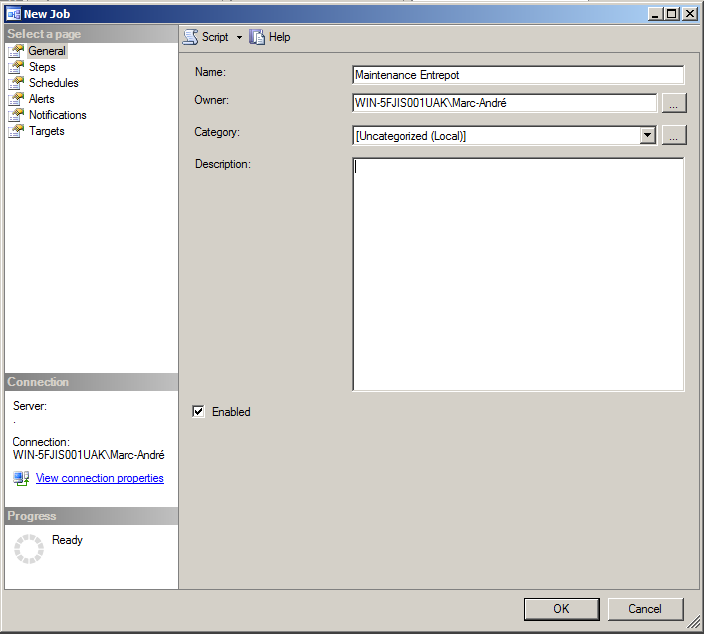 New Job
Select a page
General
Steps
Schedules
Alerts
Notifications
Targets
Script
Help
Name:
Maintenance Entrepot
Owner:
WIN-5FJIS001UAK\Marc-André
...
Category:
[Uncategorized (Local)]
...
Description:
Enabled
Connection
Server:
.
Connection:
WIN-5FJIS001UAK\Marc-André
View connection properties
Progress
Ready
OK
Cancel